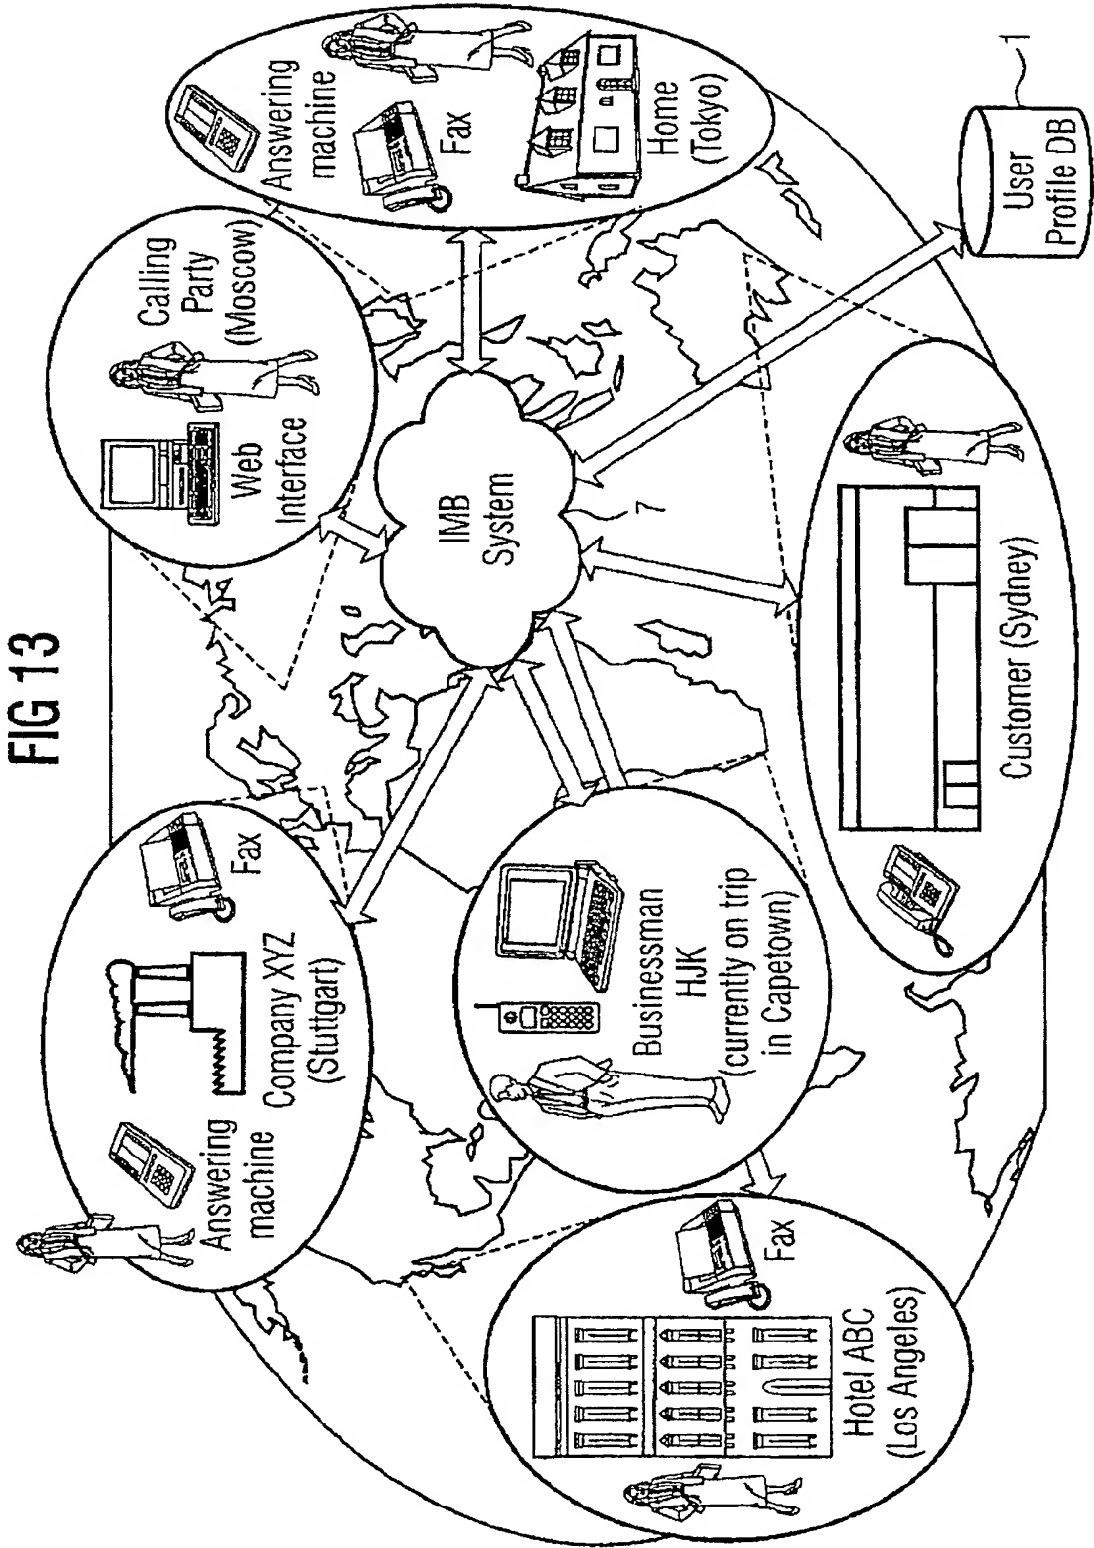 FIG 13
Answering
machine
Company XYZ
(Stuttgart)
Fax
Web
Interface
Calling
Party
(Moscow)
Answering
machine
Fax
Home
(Tokyo)
IMB
System
7
Businessman
HJK
(currently on trip
in Capetown)
Hotel ABC
(Los Angeles)
Fax
Customer (Sydney)
User
Profile DB
1